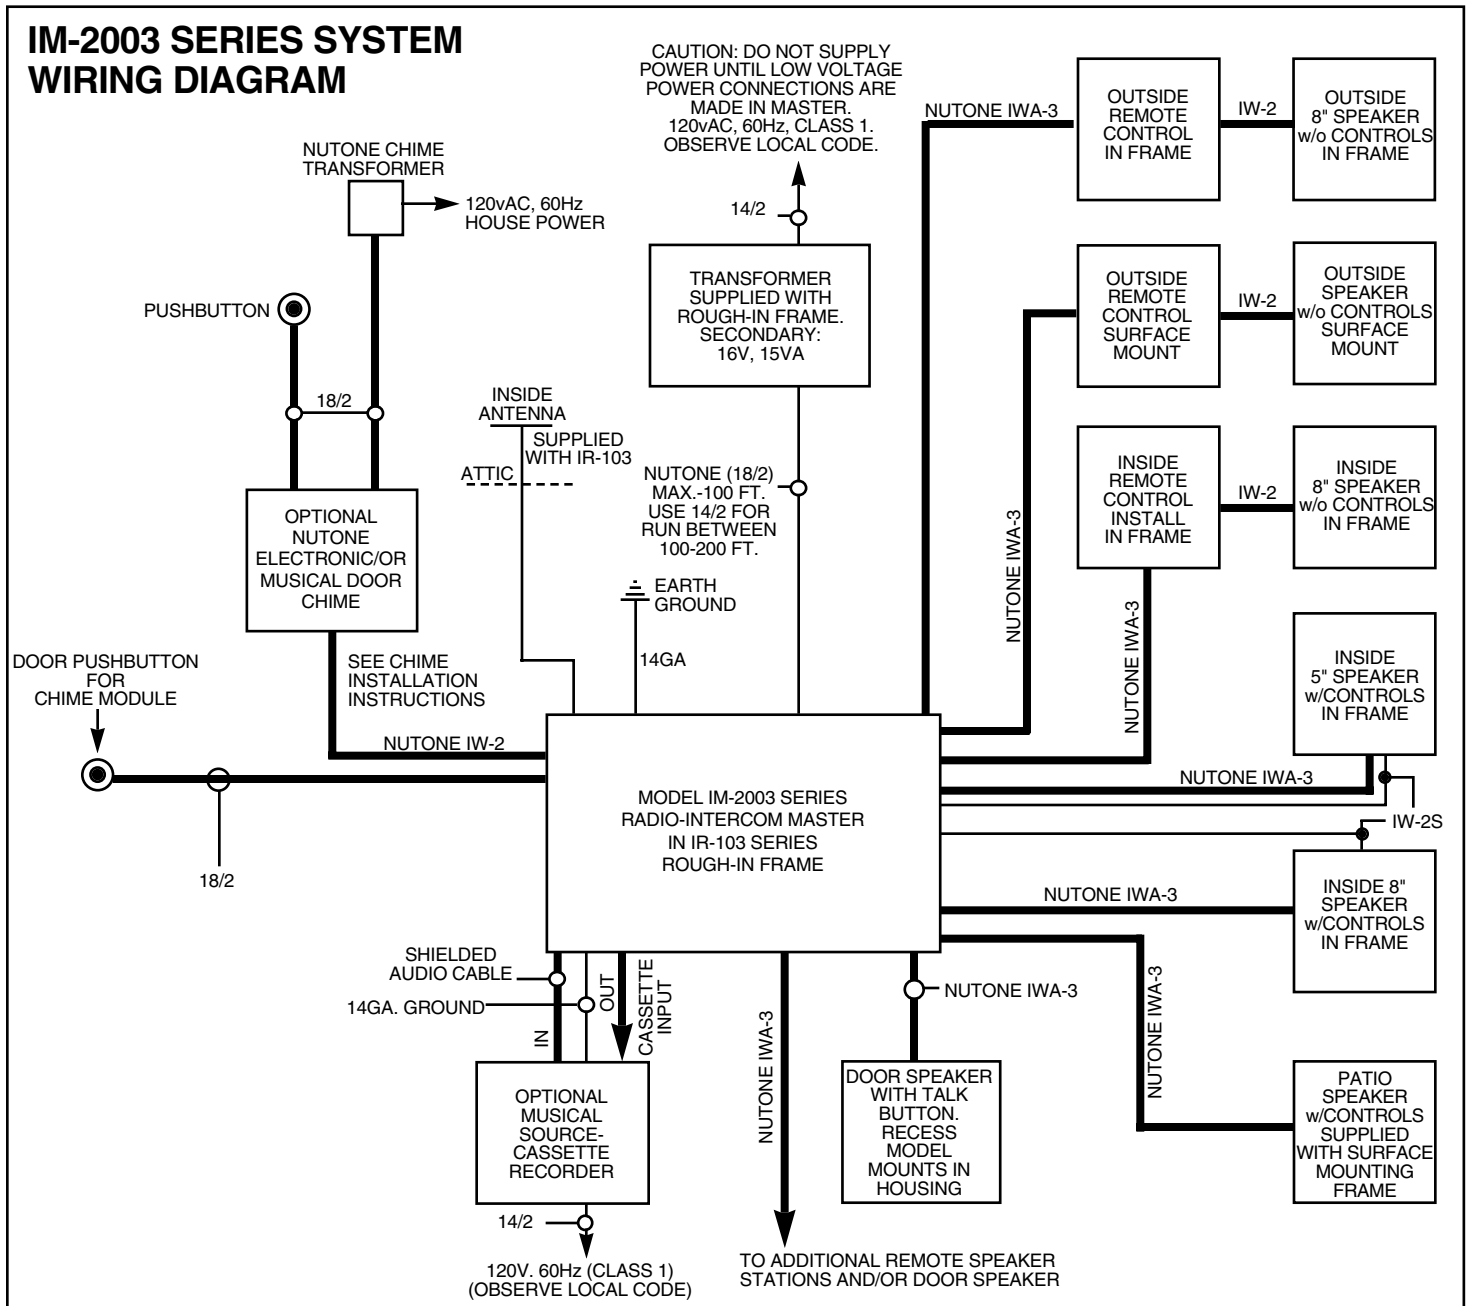 IM-2003 SERIES SYSTEM
WIRING DIAGRAM
CAUTION: DO NOT SUPPLY
POWER UNTIL LOW VOLTAGE
POWER CONNECTIONS ARE
MADE IN MASTER.
120vAC, 60Hz, CLASS 1.
OBSERVE LOCAL CODE.
NUTONE IWA-3
OUTSIDE
REMOTE
CONTROL
IN FRAME
IW-2
OUTSIDE
8" SPEAKER
w/o CONTROLS
IN FRAME
NUTONE CHIME
TRANSFORMER
120vAC, 60Hz
HOUSE POWER
14/2
TRANSFORMER
SUPPLIED WITH
ROUGH-IN FRAME.
SECONDARY:
16V, 15VA
OUTSIDE
REMOTE
CONTROL
SURFACE
MOUNT
IW-2
OUTSIDE
SPEAKER
w/o CONTROLS
SURFACE
MOUNT
PUSHBUTTON
18/2
INSIDE
ANTENNA
SUPPLIED
WITH IR-103
ATTIC
NUTONE (18/2)
MAX.-100 FT.
USE 14/2 FOR
RUN BETWEEN
100-200 FT.
NUTONE IWA-3
INSIDE
REMOTE
CONTROL
INSTALL
IN FRAME
IW-2
INSIDE
8" SPEAKER
w/o CONTROLS
IN FRAME
OPTIONAL
NUTONE
ELECTRONIC/OR
MUSICAL DOOR
CHIME
EARTH
GROUND
14GA
NUTONE IWA-3
INSIDE
5" SPEAKER
w/CONTROLS
IN FRAME
DOOR PUSHBUTTON
FOR
CHIME MODULE
SEE CHIME
INSTALLATION
INSTRUCTIONS
NUTONE IW-2
18/2
MODEL IM-2003 SERIES
RADIO-INTERCOM MASTER
IN IR-103 SERIES
ROUGH-IN FRAME
NUTONE IWA-3
IW-2S
NUTONE IWA-3
INSIDE 8"
SPEAKER
w/CONTROLS
IN FRAME
SHIELDED
AUDIO CABLE
14GA. GROUND
IN
OUT
CASSETTE
INPUT
NUTONE IWA-3
NUTONE IWA-3
NUTONE IWA-3
OPTIONAL
MUSICAL
SOURCE-
CASSETTE
RECORDER
DOOR SPEAKER
WITH TALK
BUTTON.
RECESS
MODEL
MOUNTS IN
HOUSING
PATIO
SPEAKER
w/CONTROLS
SUPPLIED
WITH SURFACE
MOUNTING
FRAME
14/2
120V. 60Hz (CLASS 1)
(OBSERVE LOCAL CODE)
TO ADDITIONAL REMOTE SPEAKER
STATIONS AND/OR DOOR SPEAKER